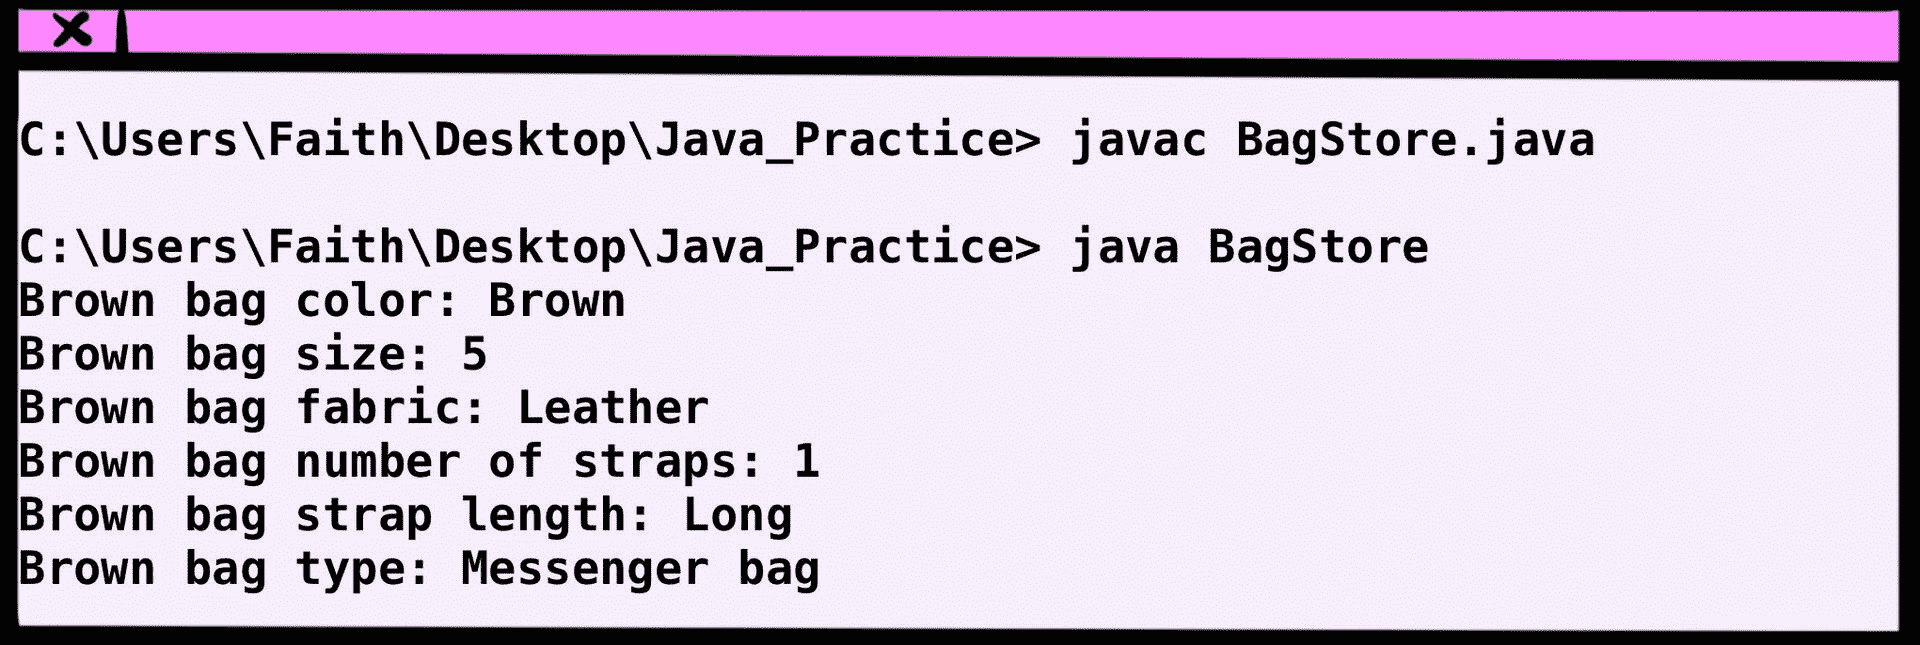 C:\Users\Faith\Desktop\Java_Practice> javac BagStore.java
C:\Users\Faith\Desktop\Java_Practice> java BagStore
Brown bag color: Brown
Brown bag size: 5
Brown bag fabric: Leather
Brown bag number of straps: 1
Brown bag strap length: Long
Brown bag type: Messenger bag